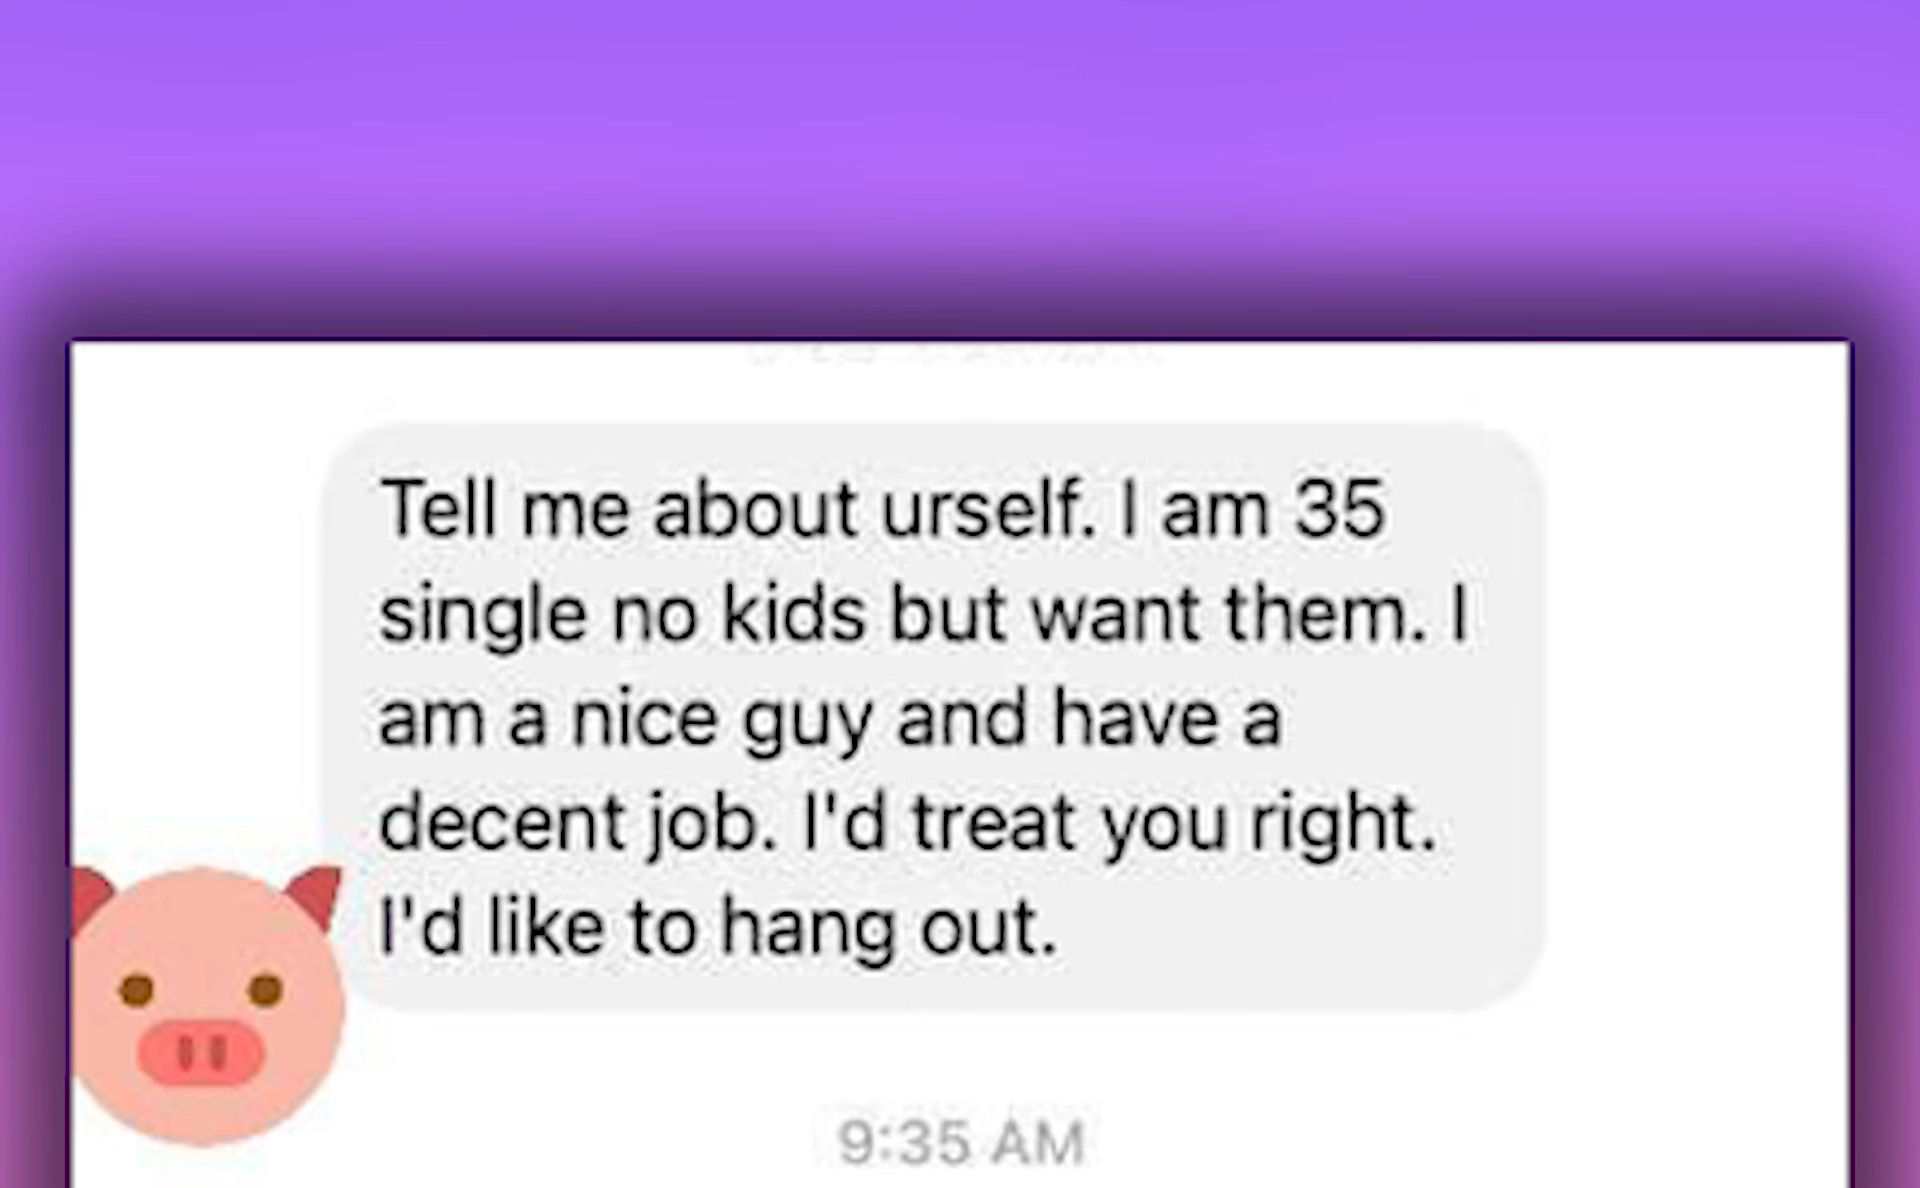 Tell me about urself. I am 35
single no kids but want them. I
am a nice guy and have a
decent job. I'd treat you right.
I'd like to hang out.
9:35 AM